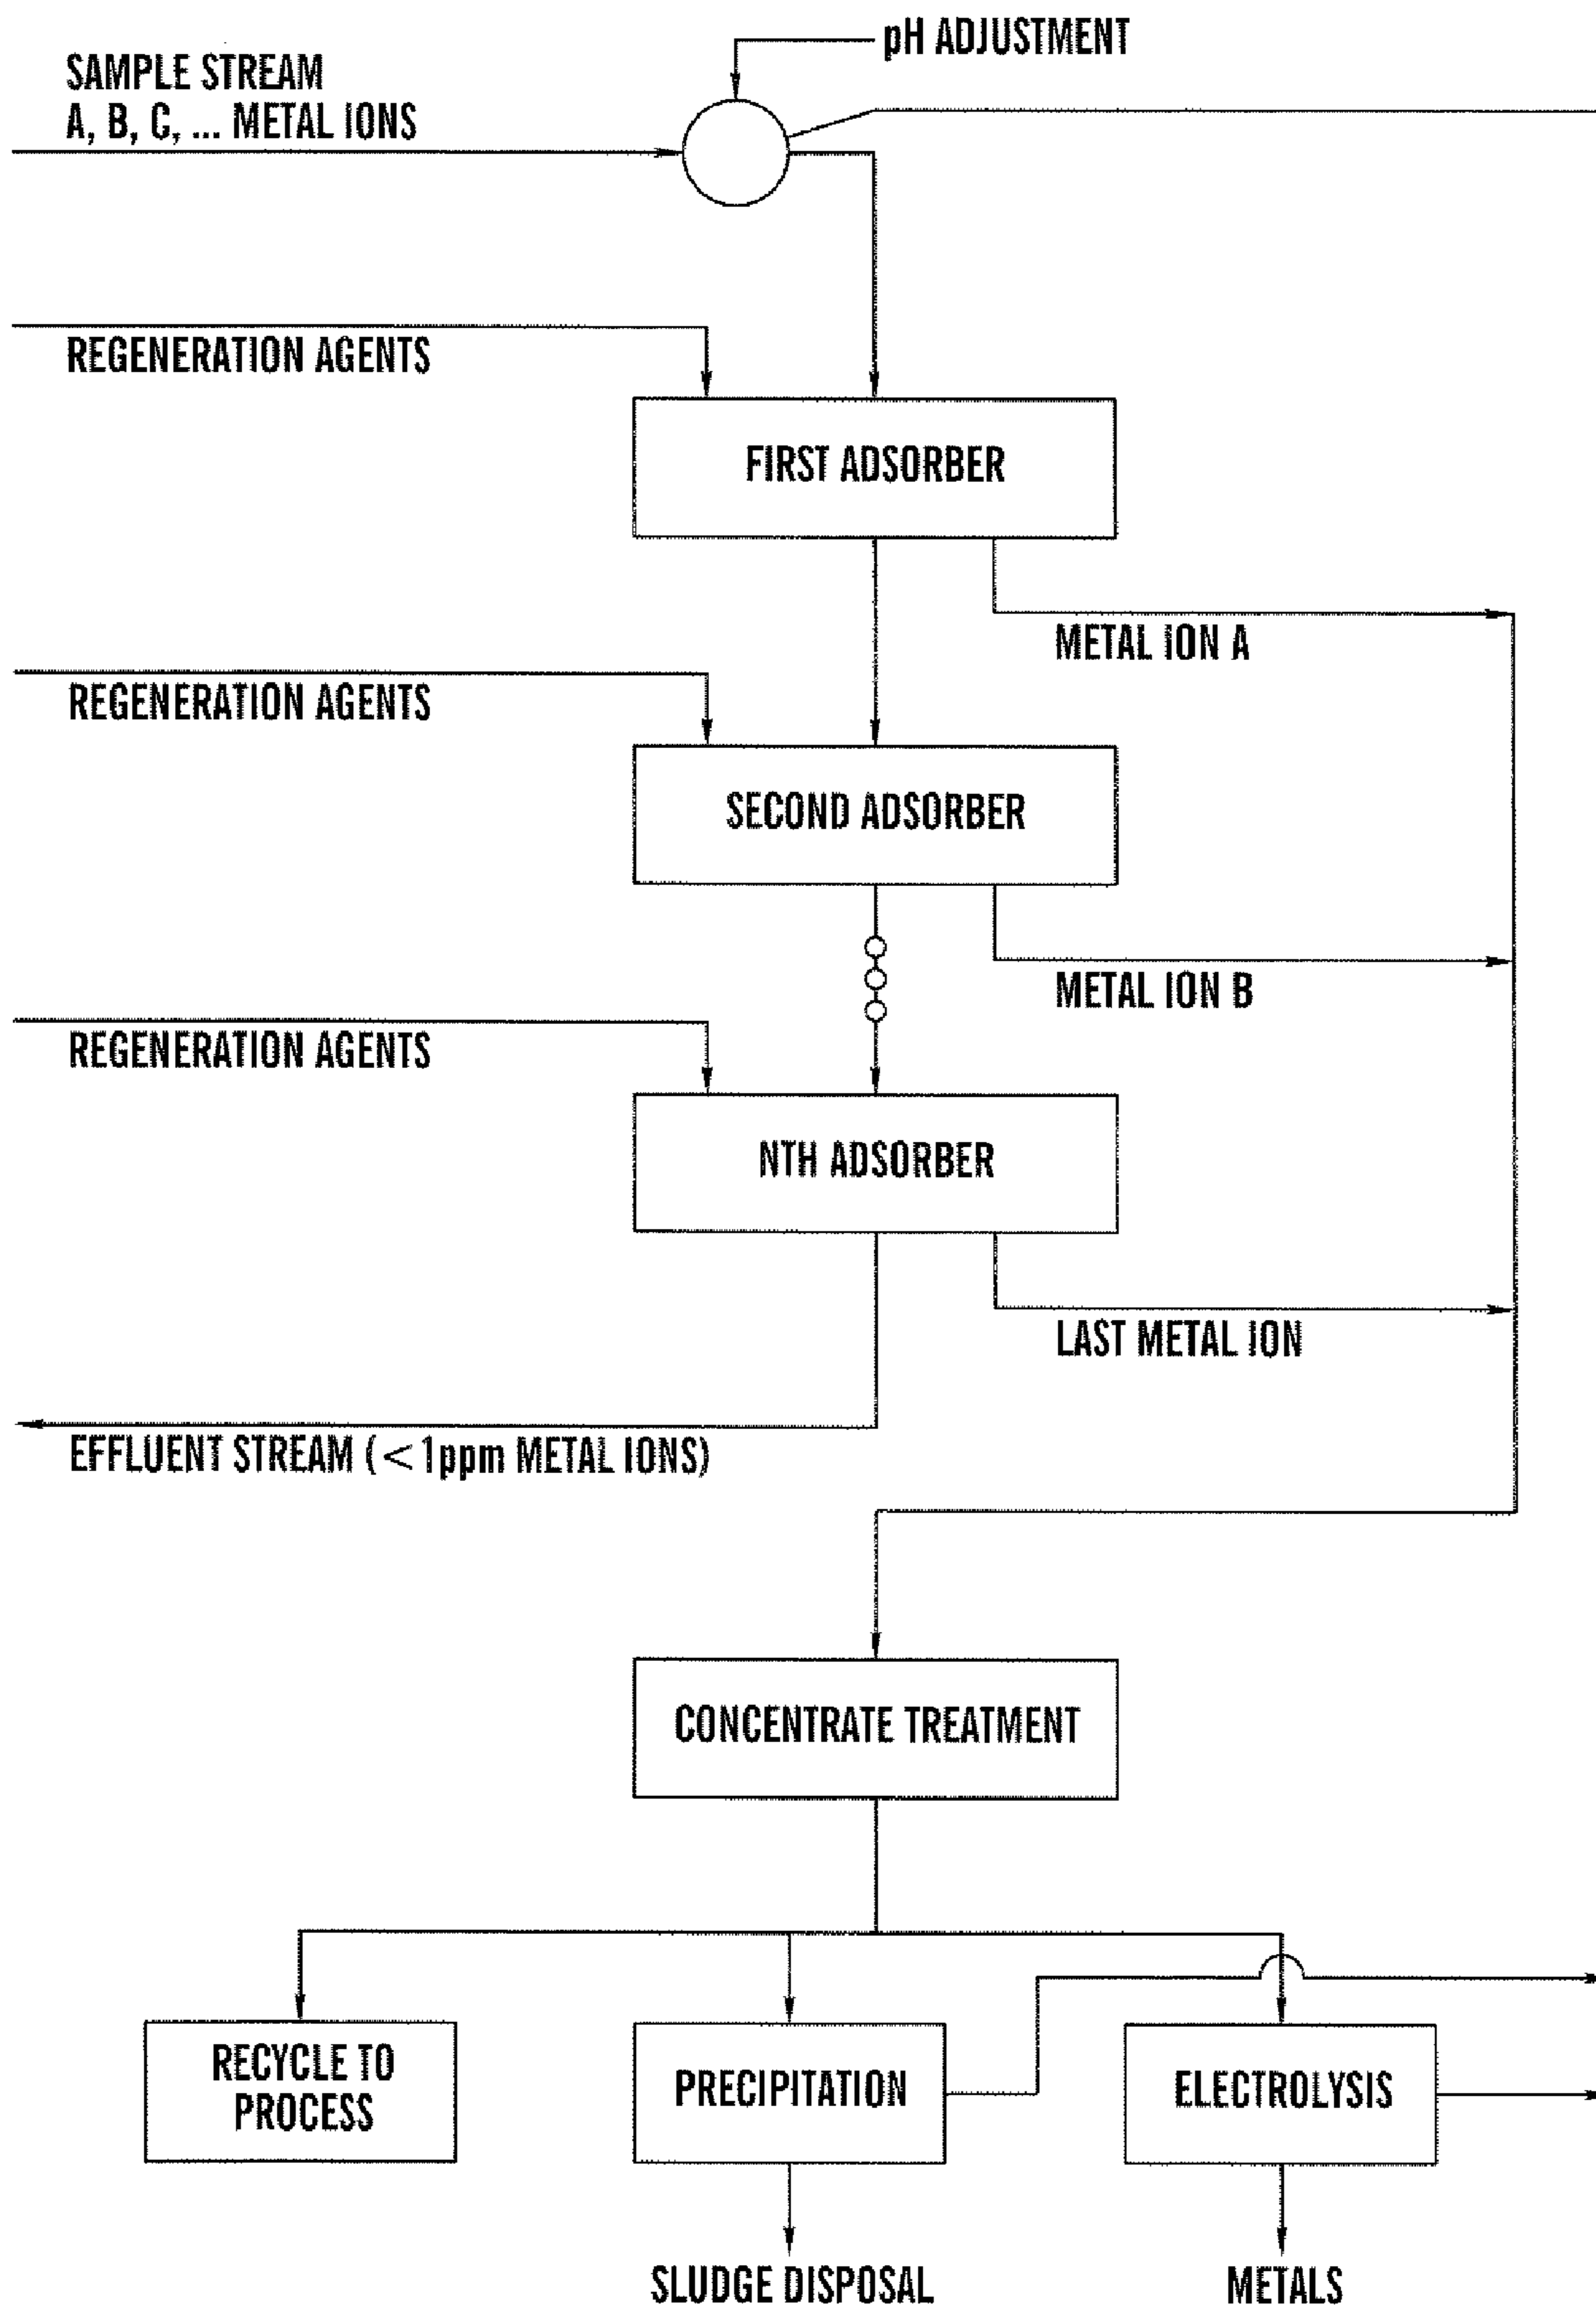 pH ADJUSTMENT
SAMPLE STREAM
A, B, C, ... METAL IONS
REGENERATION AGENTS
FIRST ADSORBER
METAL ION A
REGENERATION AGENTS
SECOND ADSORBER
METAL ION B
REGENERATION AGENTS
NTH ADSORBER
LAST METAL ION
EFFLUENT STREAM (<1ppm METAL IONS)
CONCENTRATE TREATMENT
RECYCLE TO
PROCESS
PRECIPITATION
ELECTROLYSIS
SLUDGE DISPOSAL
METALS